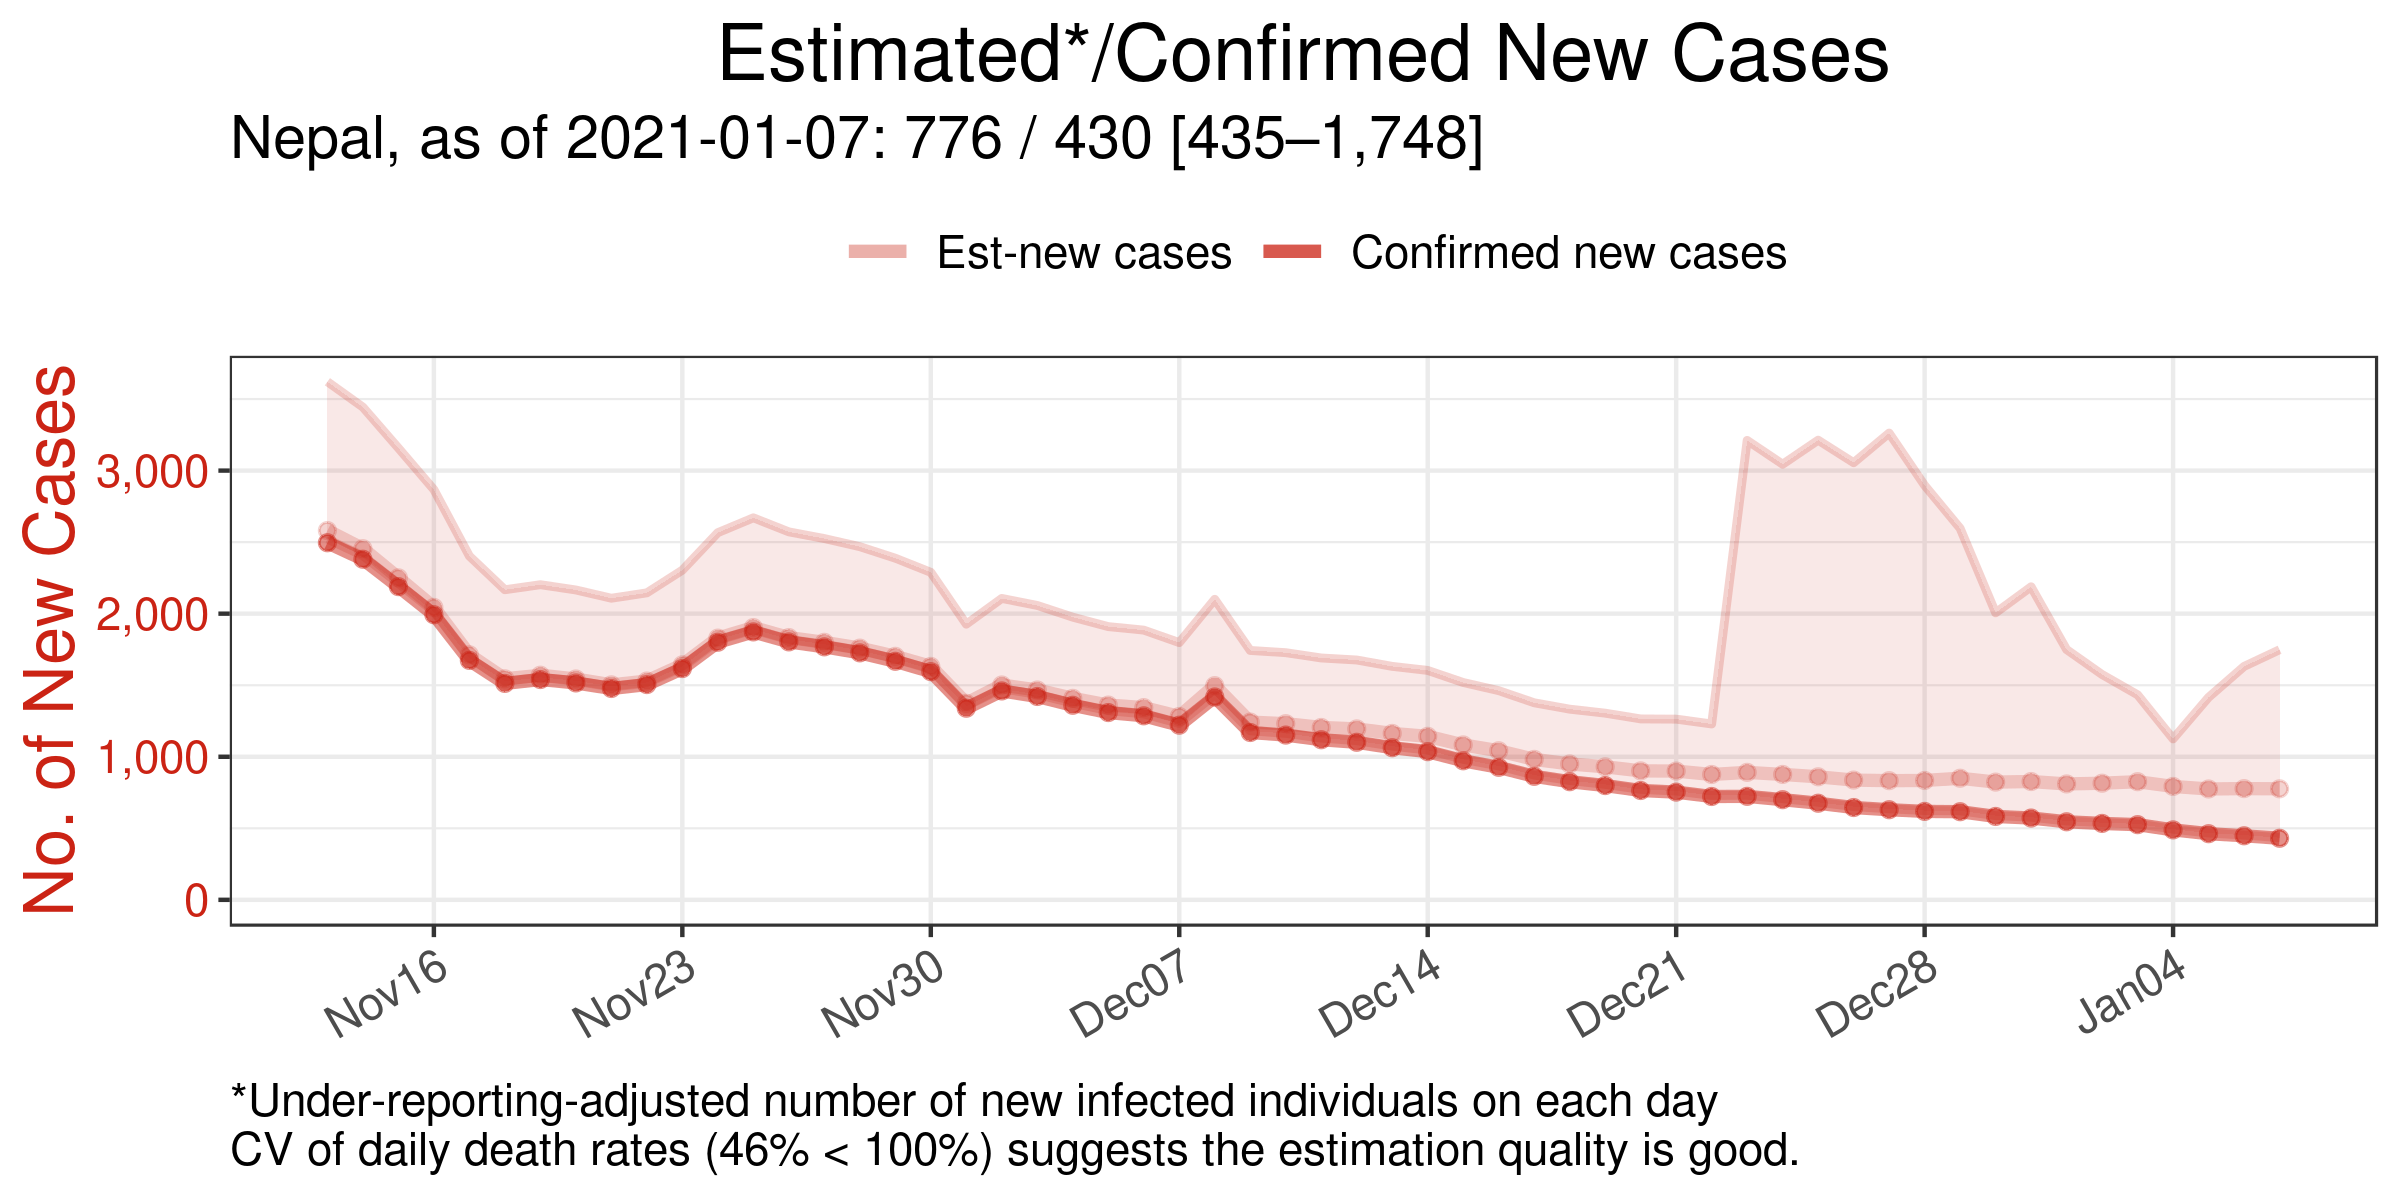 Estimated*/Confirmed New Cases
Nepal, as of 2021-01-07: 776 / 430 [435–1,748]
Est-new cases
Confirmed new cases
No. of New Cases
3,000
2,000
1,000
0
Nov16
Nov23
Nov30
Dec07
Dec14
Dec21
Dec28
Jan04
*Under-reporting-adjusted number of new infected individuals on each day
CV of daily death rates (46% < 100%) suggests the estimation quality is good.